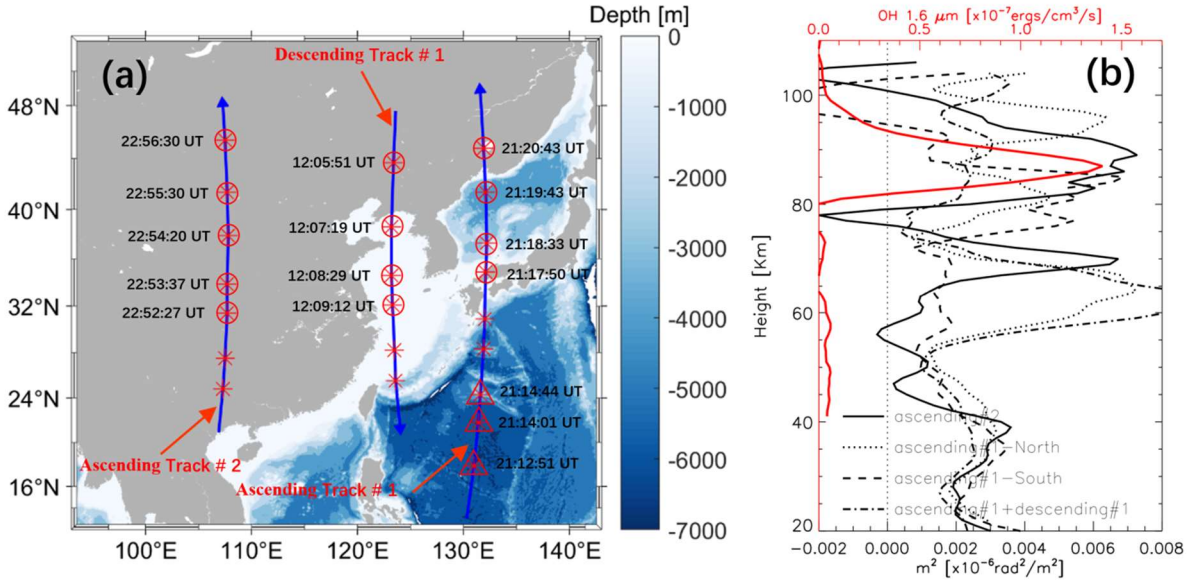 Depth [m]
(a)
Descending Track # 1
48°N
40°N
32°N
24°N
16°N
22:56:30 UT
22:55:30 UT
22:54:20 UT
22:53:37 UT
22:52:27 UT
12:05:51 UT
12:07:19 UT
12:08:29 UT
12:09:12 UT
21:20:43 UT
21:19:43 UT
21:18:33 UT
21:17:50 UT
21:14:44 UT
21:14:01 UT
21:12:51 UT
Ascending Track # 2
Ascending Track # 1
100°E
110°E
120°E
130°E
140°E
0
-1000
-2000
-3000
-4000
-5000
-6000
-7000
OH 1.6 μm [x10⁻⁷ergs/cm³/s]
0.0
0.5
1.0
1.5
(b)
Height [Km]
100
80
60
40
20
ascending#2
ascending#1−North
ascending#1−South
ascending#1+descending#1
−0.002
0.000
0.002
0.004
0.006
0.008
m² [x10⁻⁶rad²/m²]